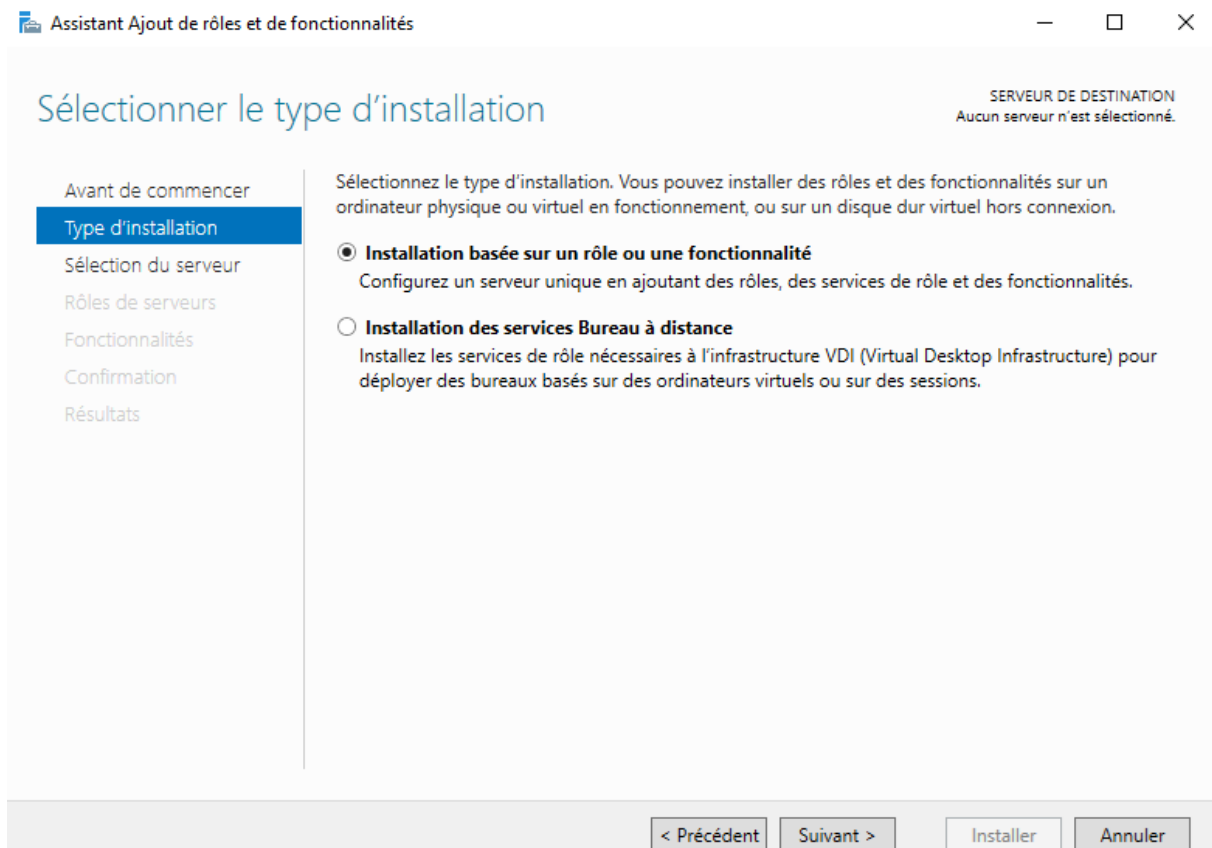 Assistant Ajout de rôles et de fonctionnalités
Sélectionner le type d’installation
SERVEUR DE DESTINATION
Aucun serveur n’est sélectionné.
Avant de commencer
Type d’installation
Sélection du serveur
Rôles de serveurs
Fonctionnalités
Confirmation
Résultats
Sélectionnez le type d’installation. Vous pouvez installer des rôles et des fonctionnalités sur un
ordinateur physique ou virtuel en fonctionnement, ou sur un disque dur virtuel hors connexion.
Installation basée sur un rôle ou une fonctionnalité
Configurez un serveur unique en ajoutant des rôles, des services de rôle et des fonctionnalités.
Installation des services Bureau à distance
Installez les services de rôle nécessaires à l’infrastructure VDI (Virtual Desktop Infrastructure) pour
déployer des bureaux basés sur des ordinateurs virtuels ou sur des sessions.
< Précédent
Suivant >
Installer
Annuler